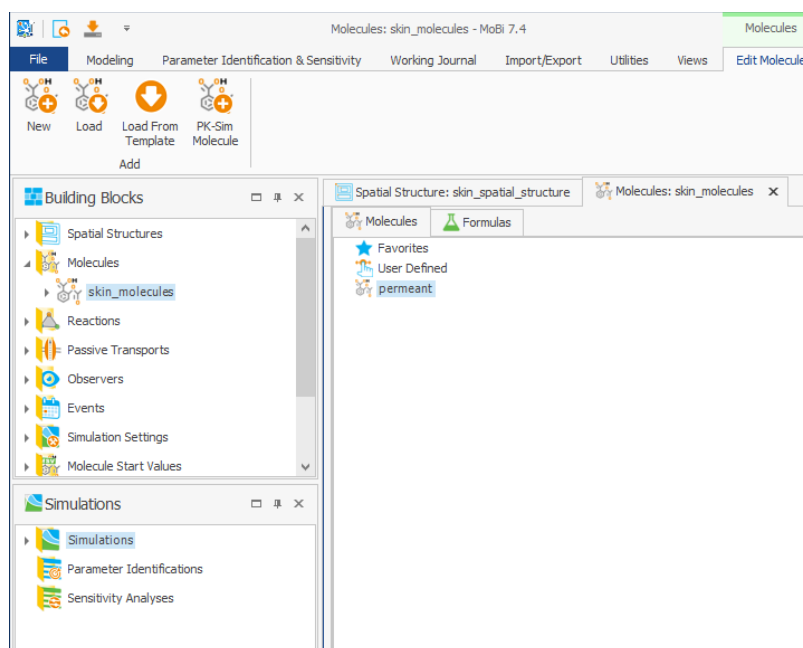 Molecules: skin_molecules - MoBi 7.4
Molecules
File Modeling Parameter Identification & Sensitivity Working Journal Import/Export Utilities Views Edit Molecule
New Load Load From Template PK-Sim Molecule
Add
Building Blocks
Spatial Structures
Molecules
skin_molecules
Reactions
Passive Transports
Observers
Events
Simulation Settings
Molecule Start Values
Simulations
Simulations
Parameter Identifications
Sensitivity Analyses
Spatial Structure: skin_spatial_structure Molecules: skin_molecules
Molecules Formulas
Favorites
User Defined
permeant